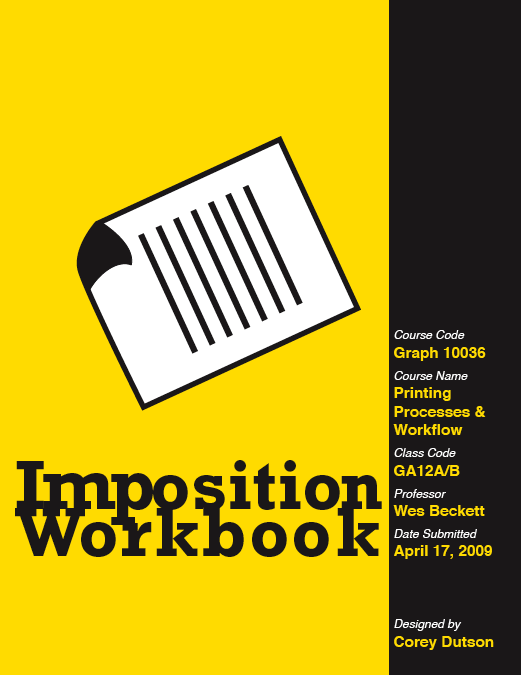 Imposition
Workbook
Course Code
Graph 10036
Course Name
Printing
Processes &
Workflow
Class Code
GA12A/B
Professor
Wes Beckett
Date Submitted
April 17, 2009
Designed by
Corey Dutson